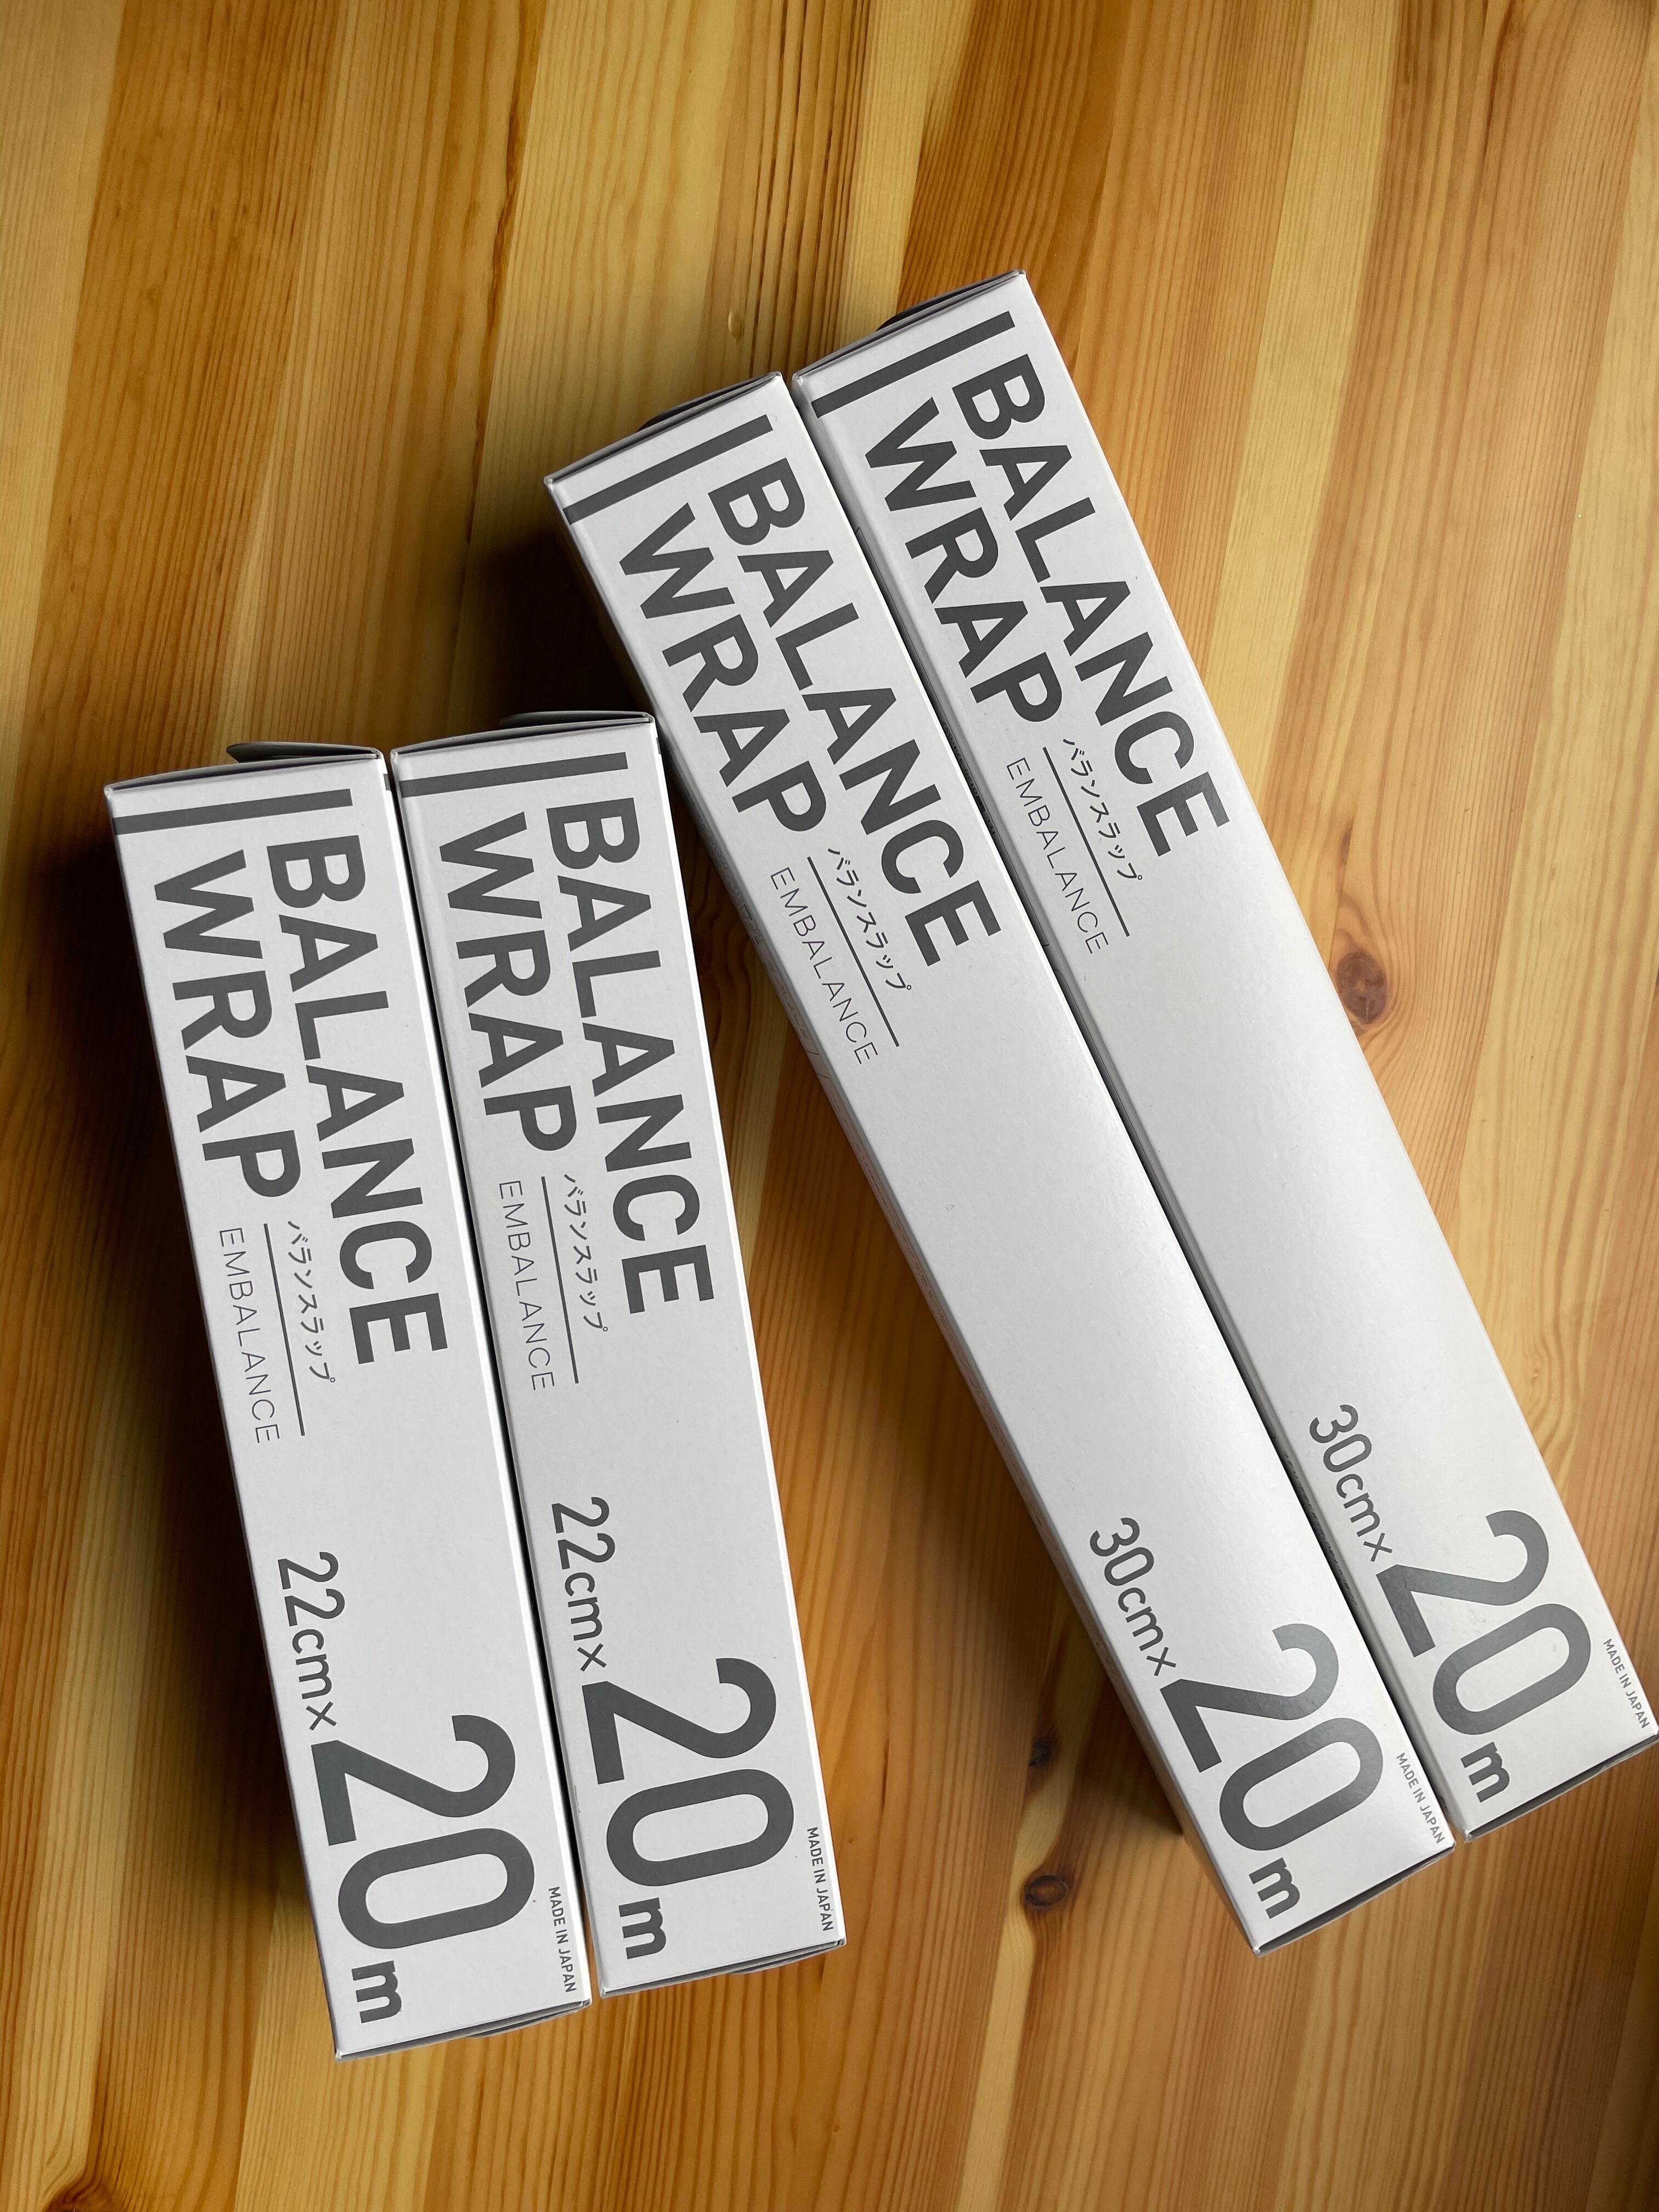 BALANCE
WRAP
バランスラップ
EMBALANCE
22cm×20m
MADE IN JAPAN
BALANCE
WRAP
バランスラップ
EMBALANCE
22cm×20m
MADE IN JAPAN
BALANCE
WRAP
バランスラップ
EMBALANCE
30cm×20m
MADE IN JAPAN
BALANCE
WRAP
バランスラップ
EMBALANCE
30cm×20m
MADE IN JAPAN